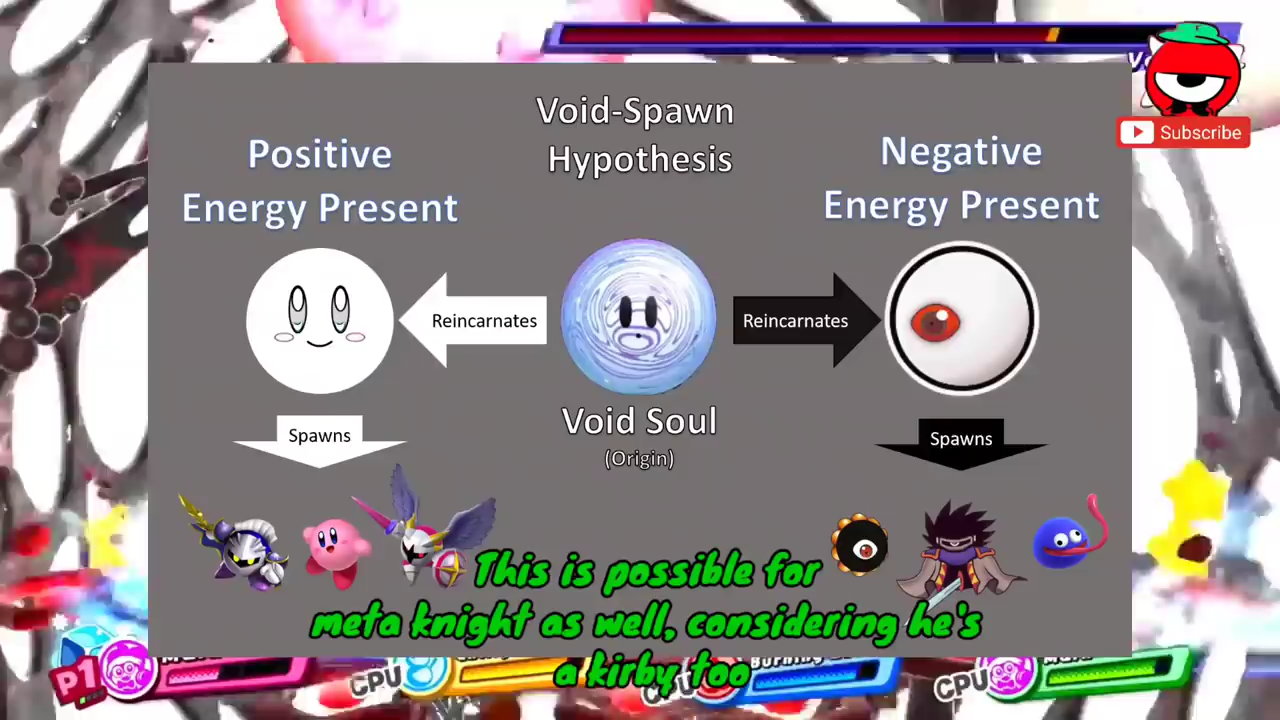 Void-Spawn
Hypothesis
Positive
Energy Present
Negative
Energy Present
Subscribe
Reincarnates
Reincarnates
Void Soul
(Origin)
Spawns
Spawns
This is possible for
meta knight as well, considering he's
a kirby too
P1
CPU
CPU
CPU